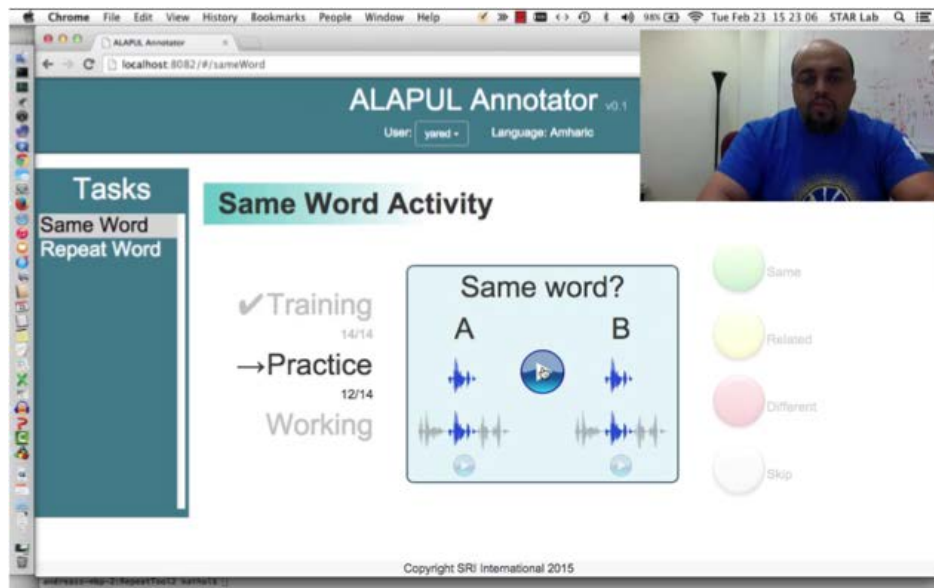 Chrome File Edit View History Bookmarks People Window Help 98% Tue Feb 23 15 23 06 STAR Lab
ALAPUL Annotator
localhost:8082/#/sameWord
ALAPUL Annotator v0.1
User: yared Language: Amharic
Tasks
Same Word
Repeat Word
Same Word Activity
Training
14/14
Practice
12/14
Working
Same word?
A B
Same
Related
Different
Skip
Copyright SRI International 2015